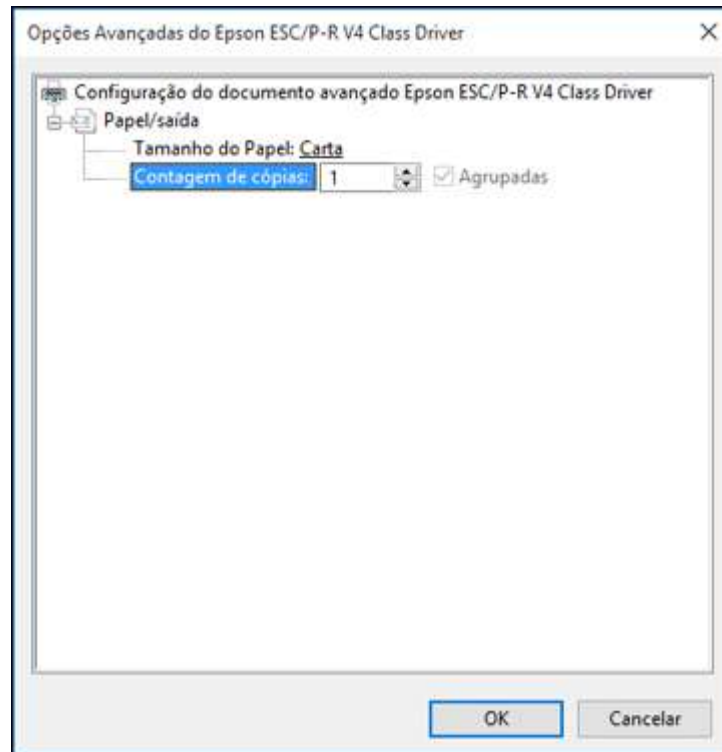 Opções Avançadas do Epson ESC/P-R V4 Class Driver
Configuração do documento avançado Epson ESC/P-R V4 Class Driver
Papel/saída
Tamanho do Papel: Carta
Contagem de cópias: 1 Agrupadas
OK Cancelar